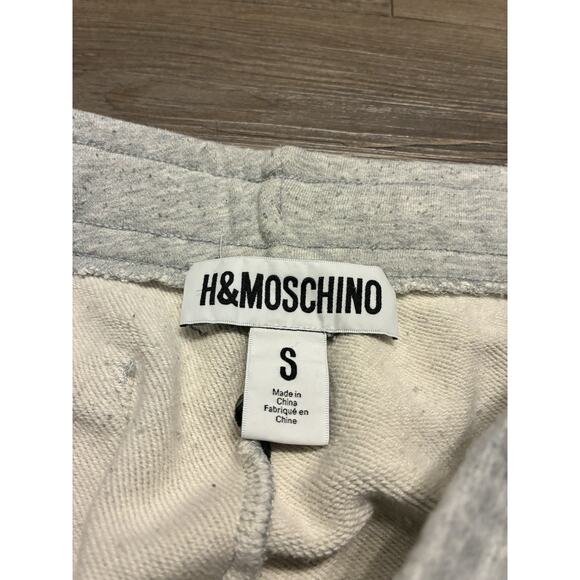 H&MOSCHINO
S
Made in
China
Fabriqué en
Chine